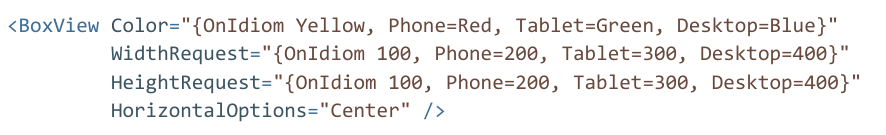 <BoxView Color="{OnIdiom Yellow, Phone=Red, Tablet=Green, Desktop=Blue}"
         WidthRequest="{OnIdiom 100, Phone=200, Tablet=300, Desktop=400}"
         HeightRequest="{OnIdiom 100, Phone=200, Tablet=300, Desktop=400}"
         HorizontalOptions="Center" />